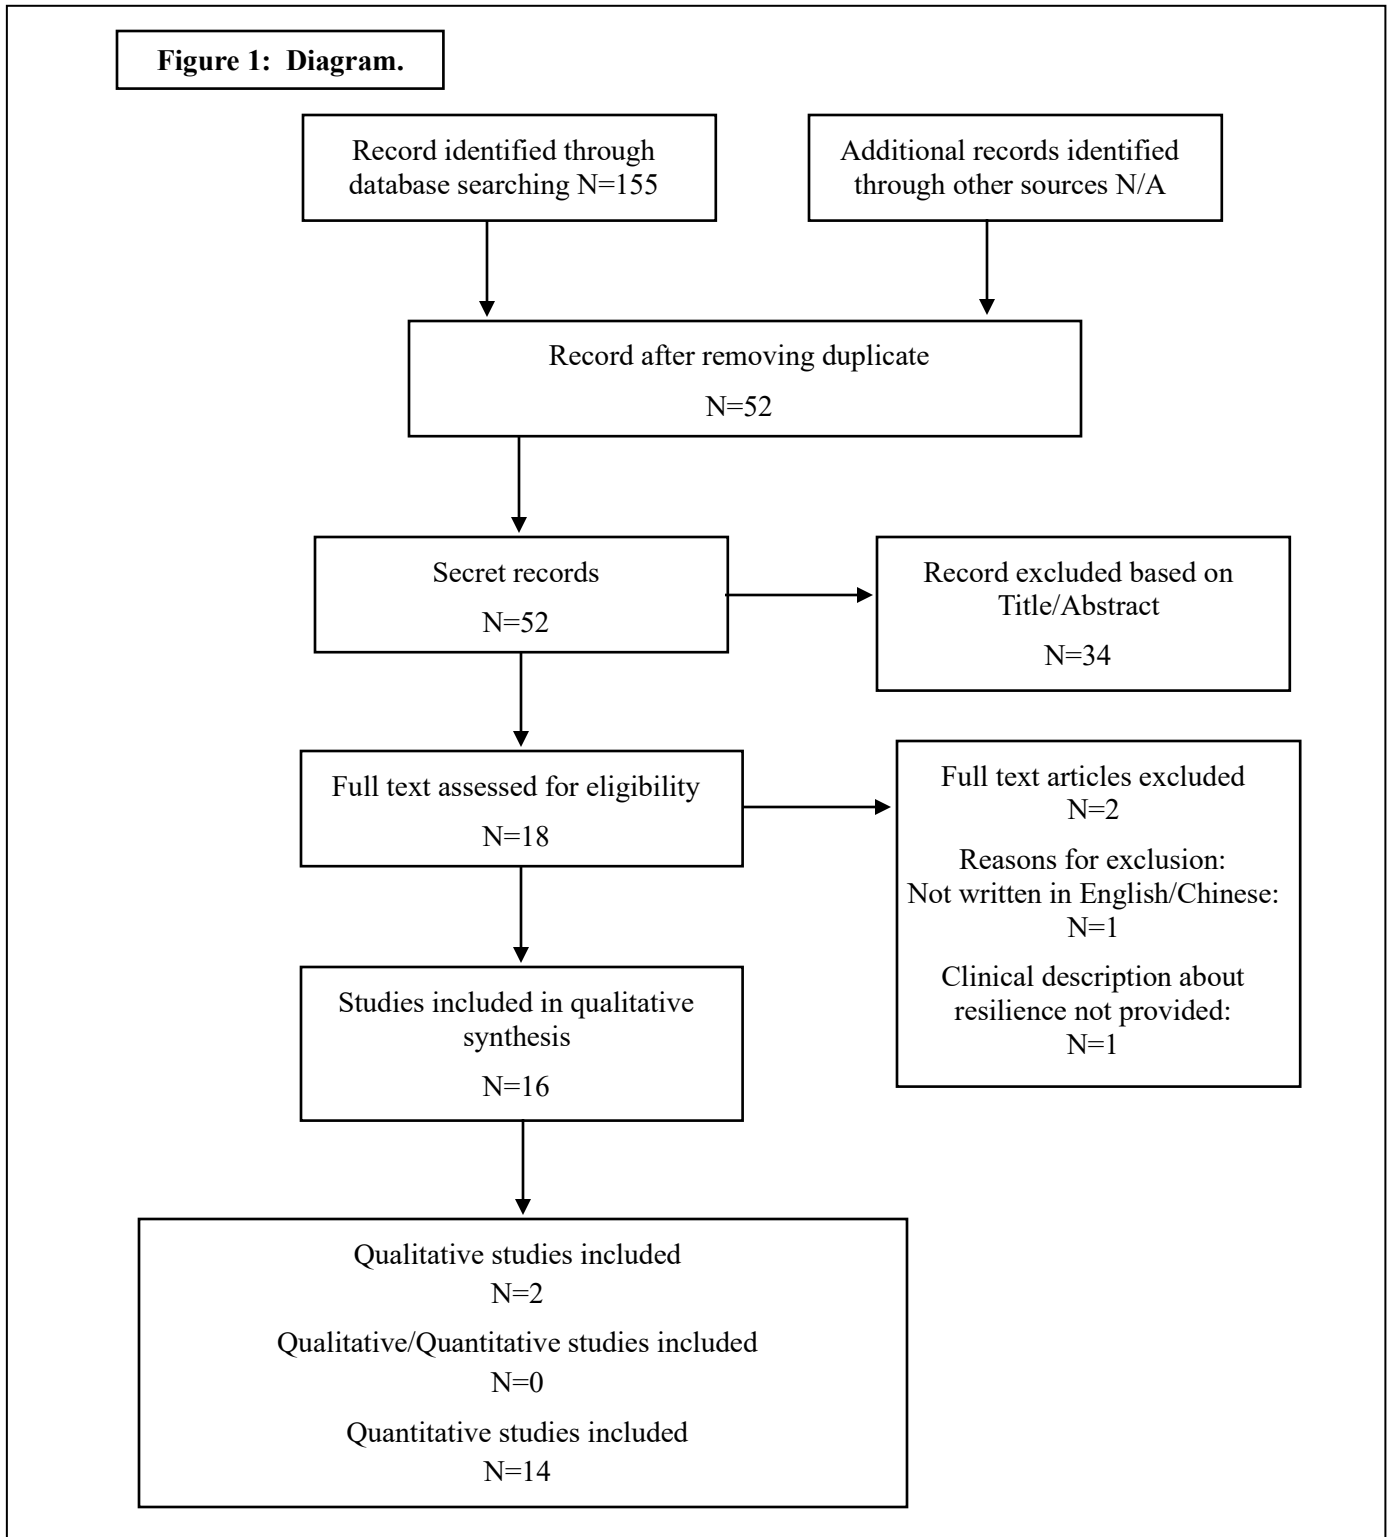 Figure 1:  Diagram.
Record identified through
database searching N=155
Additional records identified
through other sources N/A
Record after removing duplicate
N=52
Secret records
N=52
Record excluded based on
Title/Abstract
N=34
Full text assessed for eligibility
N=18
Full text articles excluded
N=2
Reasons for exclusion:
Not written in English/Chinese:
N=1
Clinical description about
resilience not provided:
N=1
Studies included in qualitative
synthesis
N=16
Qualitative studies included
N=2
Qualitative/Quantitative studies included
N=0
Quantitative studies included
N=14